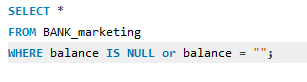 SELECT *
FROM BANK_marketing
WHERE balance IS NULL or balance = "";